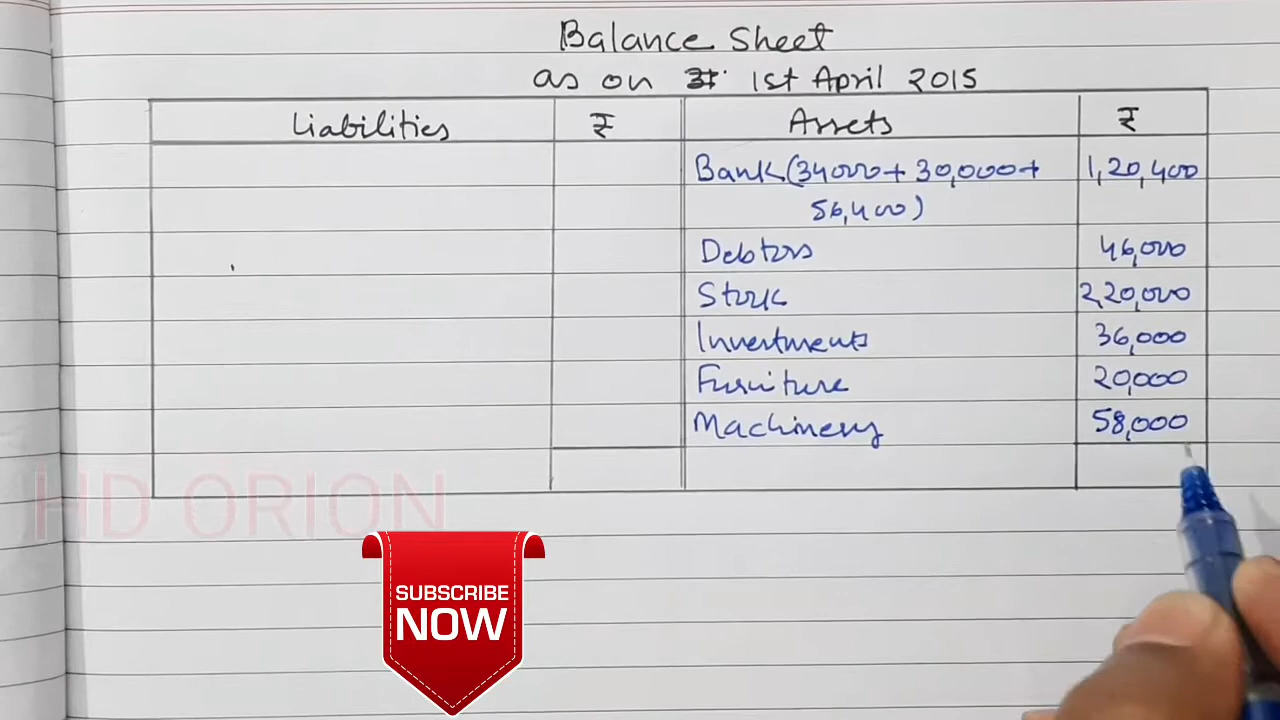 Balance Sheet
as on 1st April 2015
Liabilities ₹ Assets ₹
Bank (34000 + 30,000 + 1,20,400
56,400)
Debtors 46,000
Stock 2,20,000
Investments 36,000
Furniture 20,000
Machinery 58,000
HD ORION
SUBSCRIBE
NOW